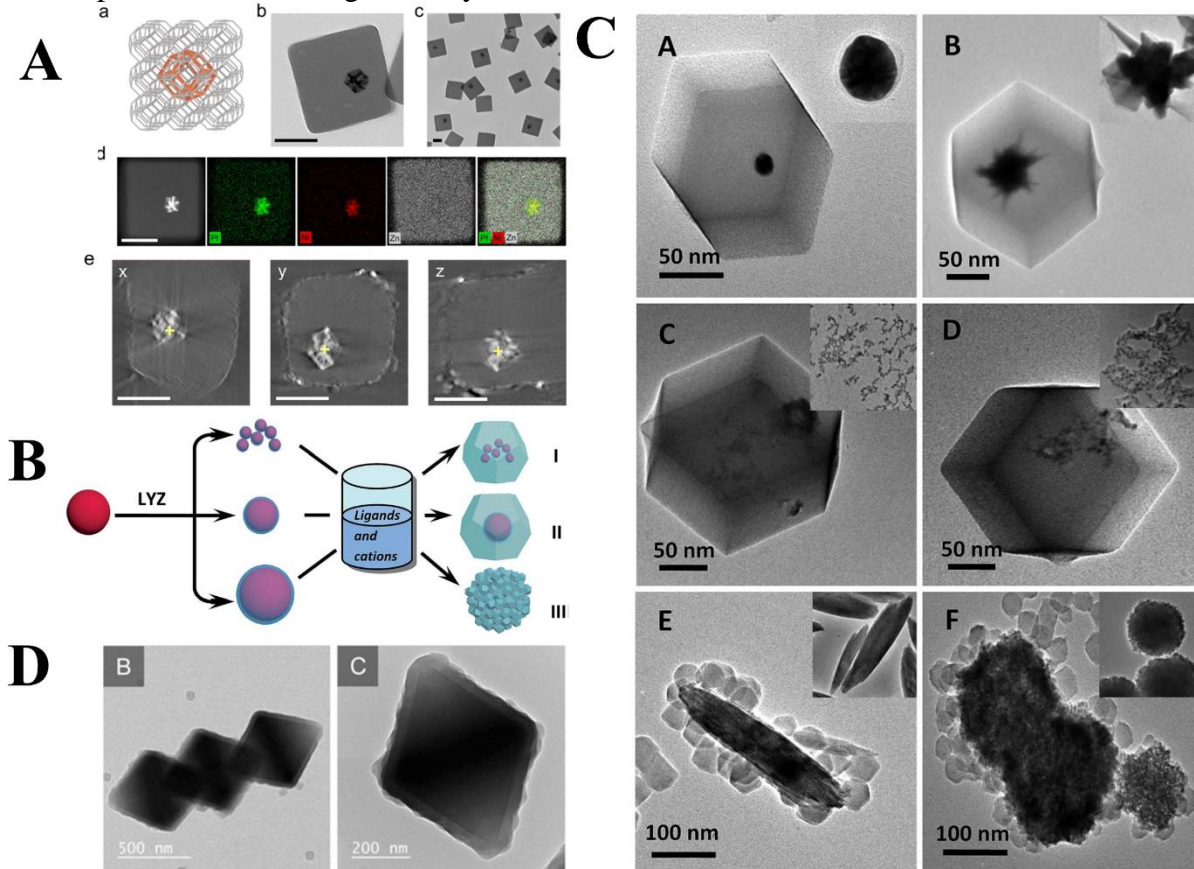 A
a
b
c
d
Pt
Ni
Zn
Pt Ni Zn
e
x
y
z
B
LYZ
Ligands
and
cations
I
II
III
D
B
500 nm
C
200 nm
C
A
50 nm
B
50 nm
C
50 nm
D
50 nm
E
100 nm
F
100 nm